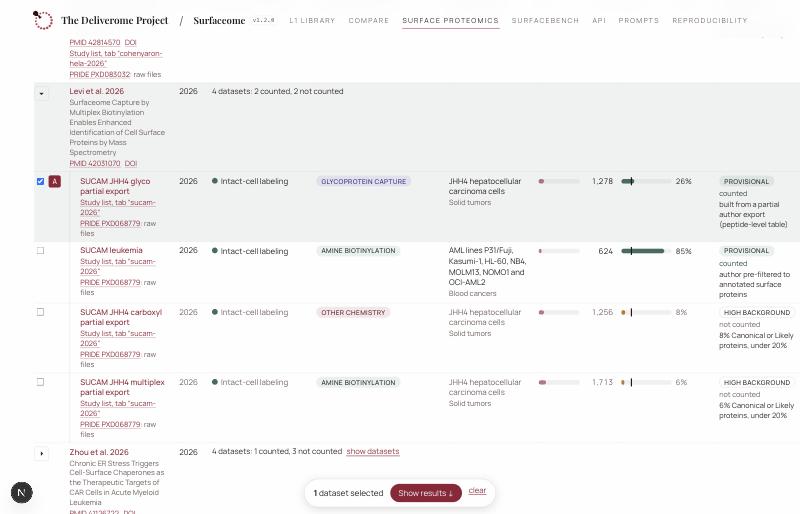 The Deliverome Project / Surfaceome v1.2.0 L1 LIBRARY COMPARE SURFACE PROTEOMICS SURFACEBENCH API PROMPTS REPRODUCIBILITY
PMID 42814570 DOI
Study list, tab "cohenyaron-
hela-2026"
PRIDE PXD083032: raw files
Levi et al. 2026 2026 4 datasets: 2 counted, 2 not counted
Surfaceome Capture by
Multiplex Biotinylation
Enables Enhanced
Identification of Cell Surface
Proteins by Mass
Spectrometry
PMID 42031070 DOI
A SUCAM JHH4 glyco 2026 Intact-cell labeling GLYCOPROTEIN CAPTURE JHH4 hepatocellular 1,278 26% PROVISIONAL
partial export carcinoma cells counted
Study list, tab "sucam- Solid tumors built from a partial
2026" author export
PRIDE PXD068779: raw (peptide-level table)
files
SUCAM leukemia 2026 Intact-cell labeling AMINE BIOTINYLATION AML lines P31/Fuji, 624 85% PROVISIONAL
Study list, tab "sucam- Kasumi-1, HL-60, NB4, counted
2026" MOLM13, NOMO1 and author pre-filtered to
PRIDE PXD068779: raw OCI-AML2 annotated surface
files Blood cancers proteins
SUCAM JHH4 carboxyl 2026 Intact-cell labeling OTHER CHEMISTRY JHH4 hepatocellular 1,256 8% HIGH BACKGROUND
partial export carcinoma cells not counted
Study list, tab "sucam- Solid tumors 8% Canonical or Likely
2026" proteins, under 20%
PRIDE PXD068779: raw
files
SUCAM JHH4 multiplex 2026 Intact-cell labeling AMINE BIOTINYLATION JHH4 hepatocellular 1,713 6% HIGH BACKGROUND
partial export carcinoma cells not counted
Study list, tab "sucam- Solid tumors 6% Canonical or Likely
2026" proteins, under 20%
PRIDE PXD068779: raw
files
Zhou et al. 2026 2026 4 datasets: 1 counted, 3 not counted show datasets
Chronic ER Stress Triggers
Cell-Surface Chaperones as
the Therapeutic Targets of
CAR Cells in Acute Myeloid
Leukemia
N 1 dataset selected Show results ↓ clear